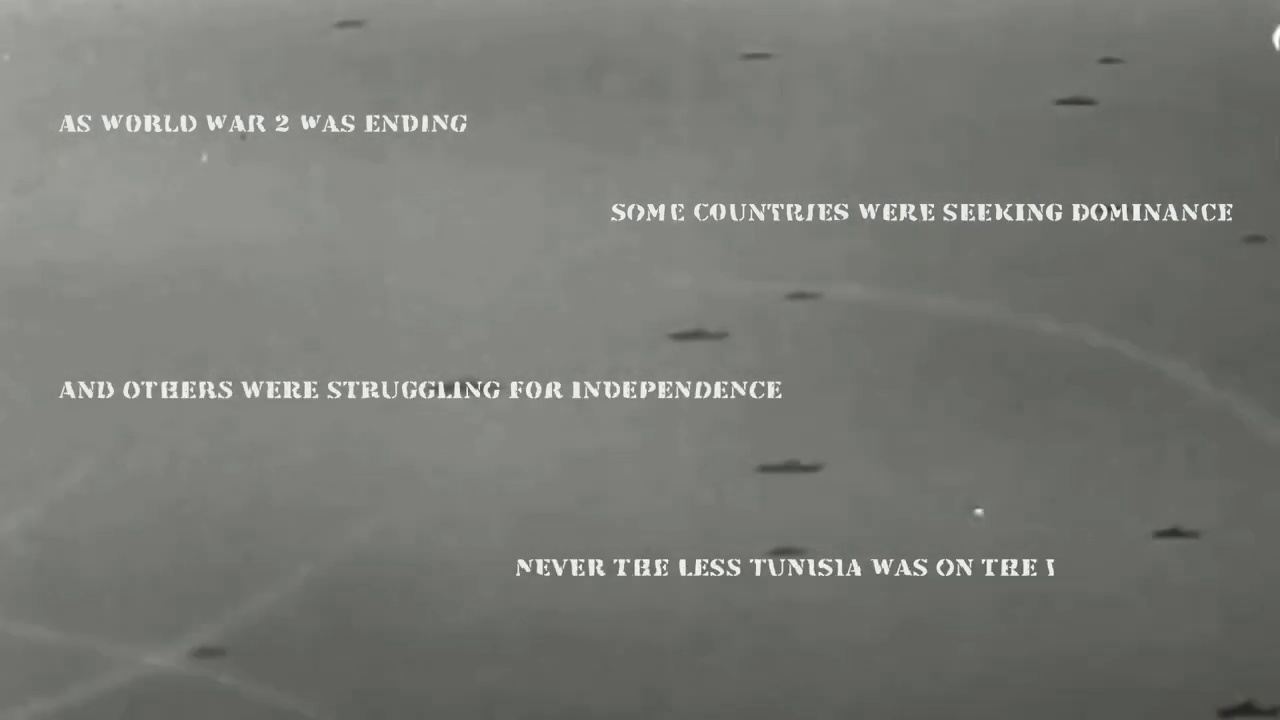 AS WORLD WAR 2 WAS ENDING
SOME COUNTRIES WERE SEEKING DOMINANCE
AND OTHERS WERE STRUGGLING FOR INDEPENDENCE
NEVER THE LESS TUNISIA WAS ON THE